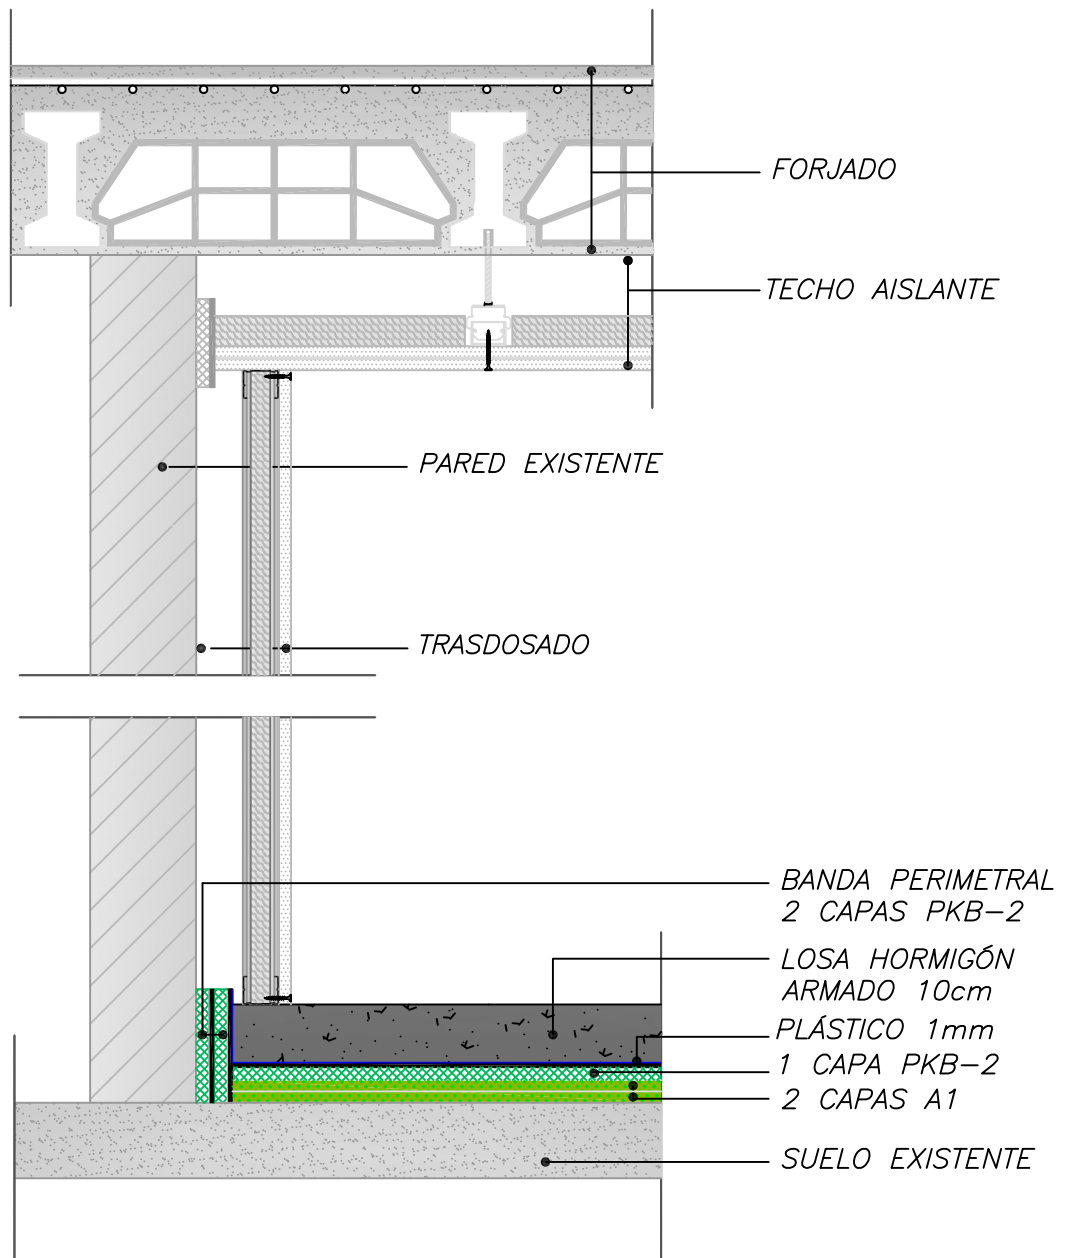 FORJADO
TECHO AISLANTE
PARED EXISTENTE
TRASDOSADO
BANDA PERIMETRAL
2 CAPAS PKB-2
LOSA HORMIGÓN
ARMADO 10cm
PLÁSTICO 1mm
1 CAPA PKB-2
2 CAPAS A1
SUELO EXISTENTE